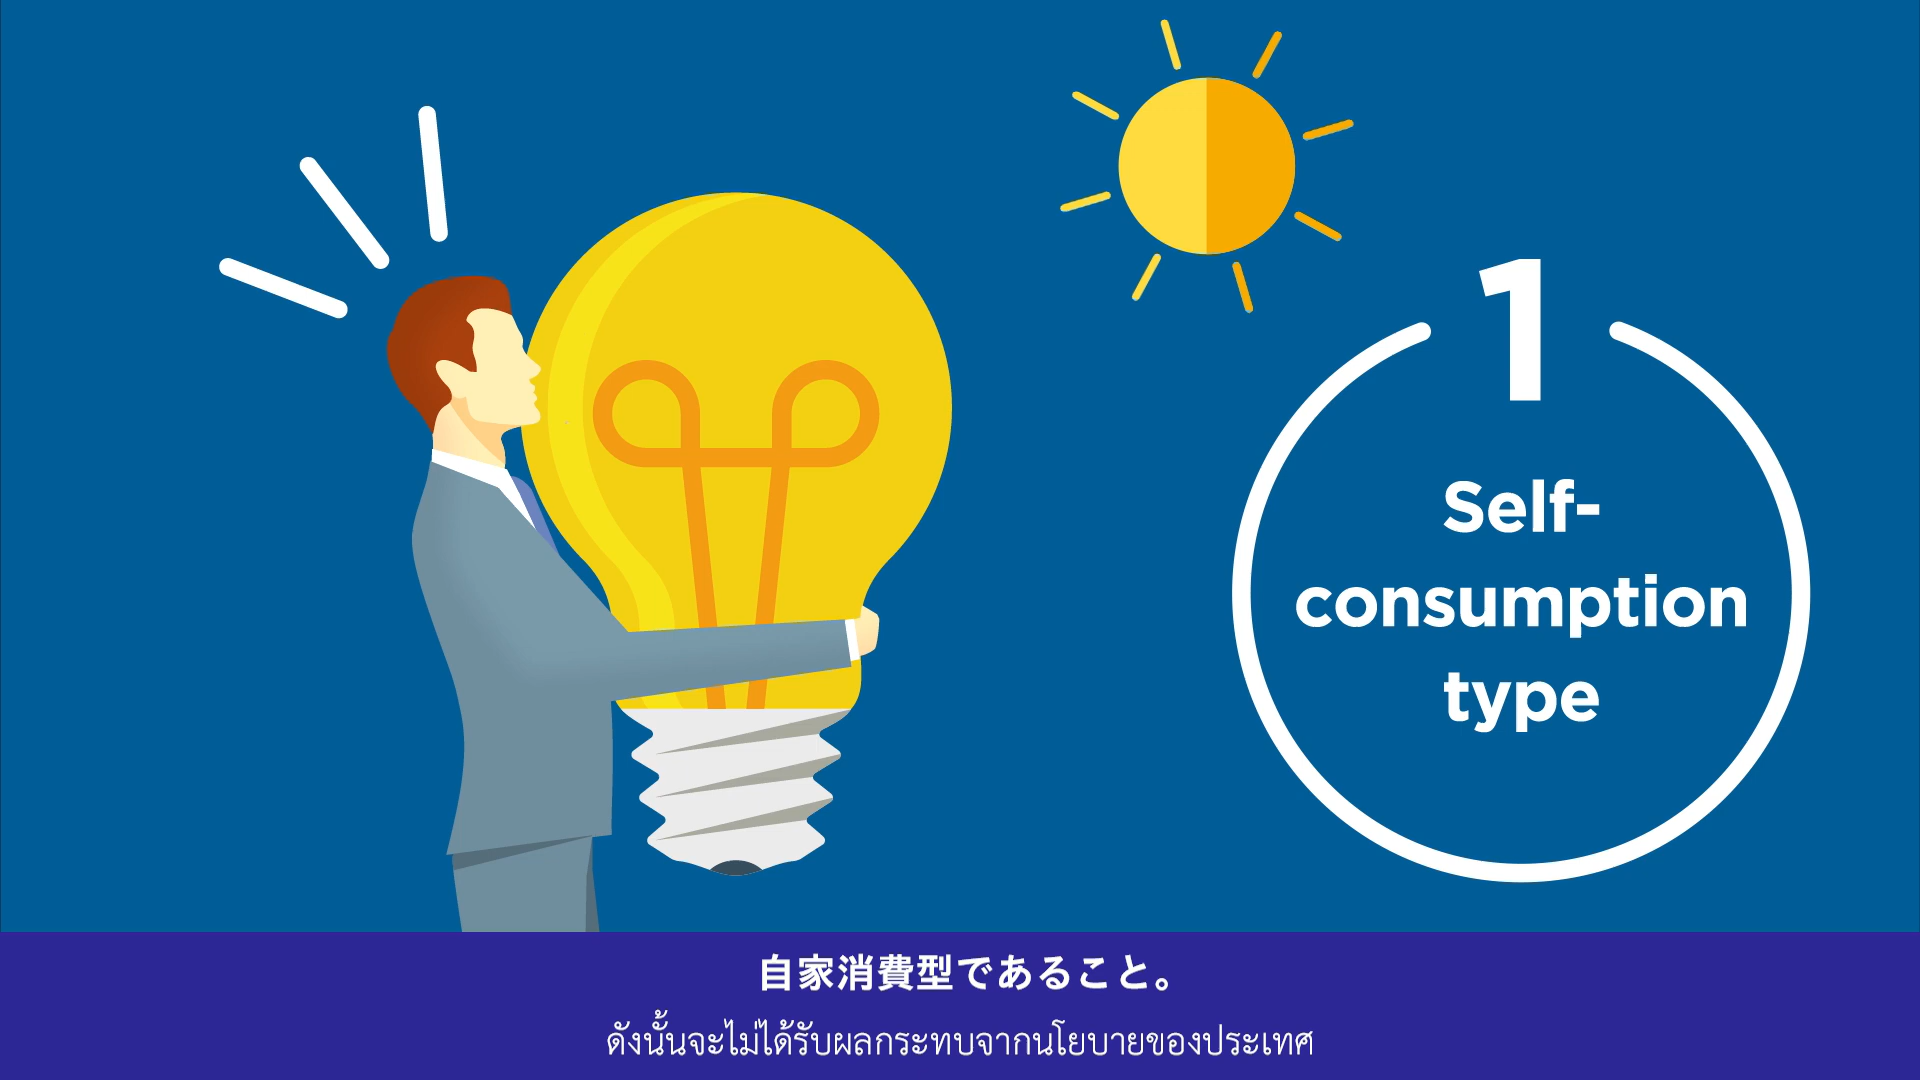 1
Self-
consumption
type
自家消費型であること。
ดังนั้นจะไม่ได้รับผลกระทบจากนโยบายของประเทศ